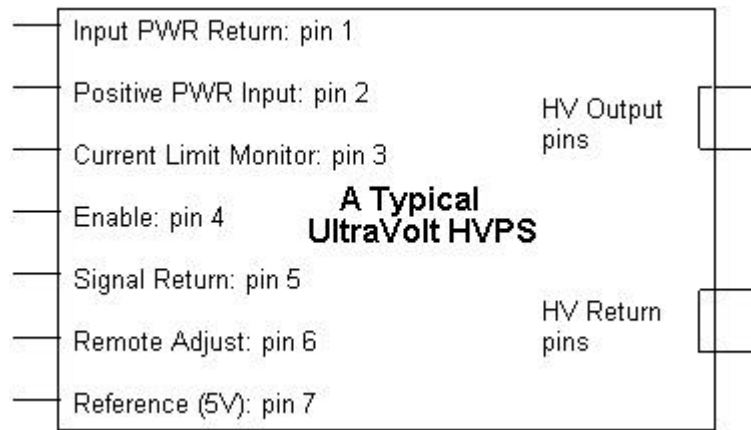 Input PWR Return: pin 1
Positive PWR Input: pin 2
Current Limit Monitor: pin 3
Enable: pin 4
Signal Return: pin 5
Remote Adjust: pin 6
Reference (5V): pin 7
A Typical
UltraVolt HVPS
HV Output
pins
HV Return
pins